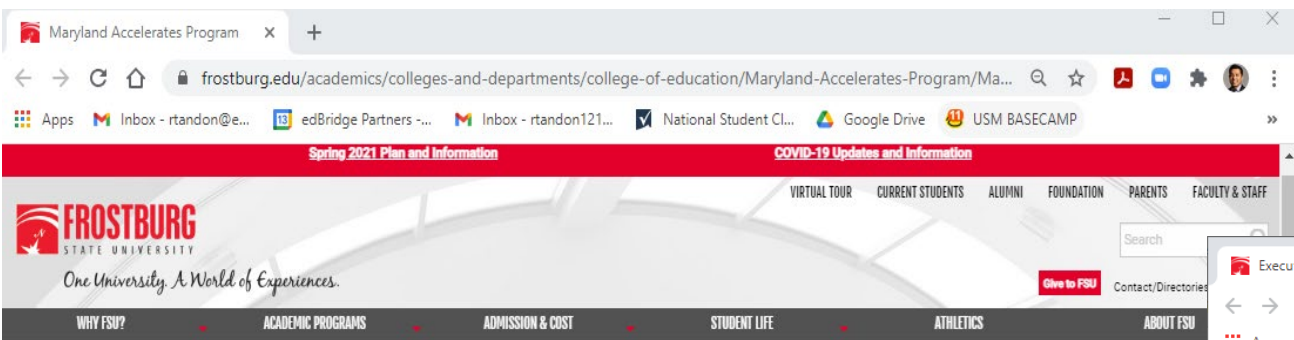 Maryland Accelerates Program
frostburg.edu/academics/colleges-and-departments/college-of-education/Maryland-Accelerates-Program/Ma...
Apps Inbox - rtandon@e... 13 edBridge Partners -... Inbox - rtandon121... National Student Cl... Google Drive 11 USM BASECAMP »
Spring 2021 Plan and Information COVID-19 Updates and Information
VIRTUAL TOUR CURRENT STUDENTS ALUMNI FOUNDATION PARENTS FACULTY & STAFF
FROSTBURG
STATE UNIVERSITY
Search
One University. A World of Experiences.
Give to FSU Contact/Directories
Execu
WHY FSU? ACADEMIC PROGRAMS ADMISSION & COST STUDENT LIFE ATHLETICS ABOUT FSU